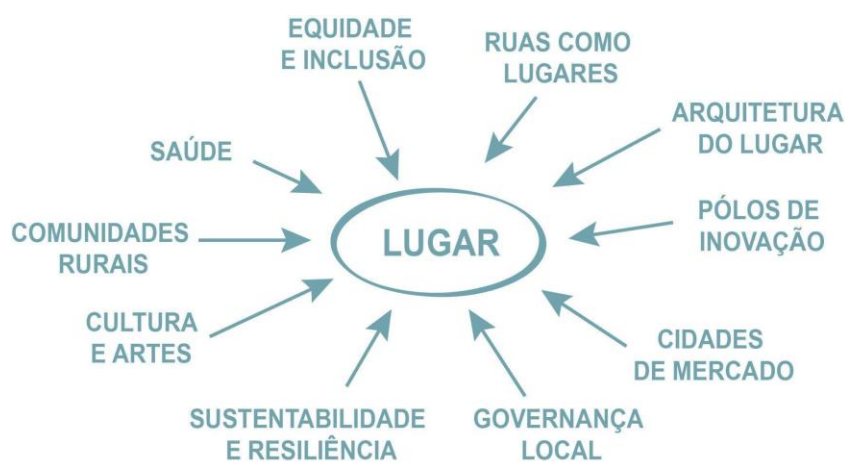 EQUIDADE
E INCLUSÃO
RUAS COMO
LUGARES
ARQUITETURA
DO LUGAR
SAÚDE
PÓLOS DE
INOVAÇÃO
COMUNIDADES
RURAIS
LUGAR
CULTURA
E ARTES
CIDADES
DE MERCADO
SUSTENTABILIDADE
E RESILIÊNCIA
GOVERNANÇA
LOCAL